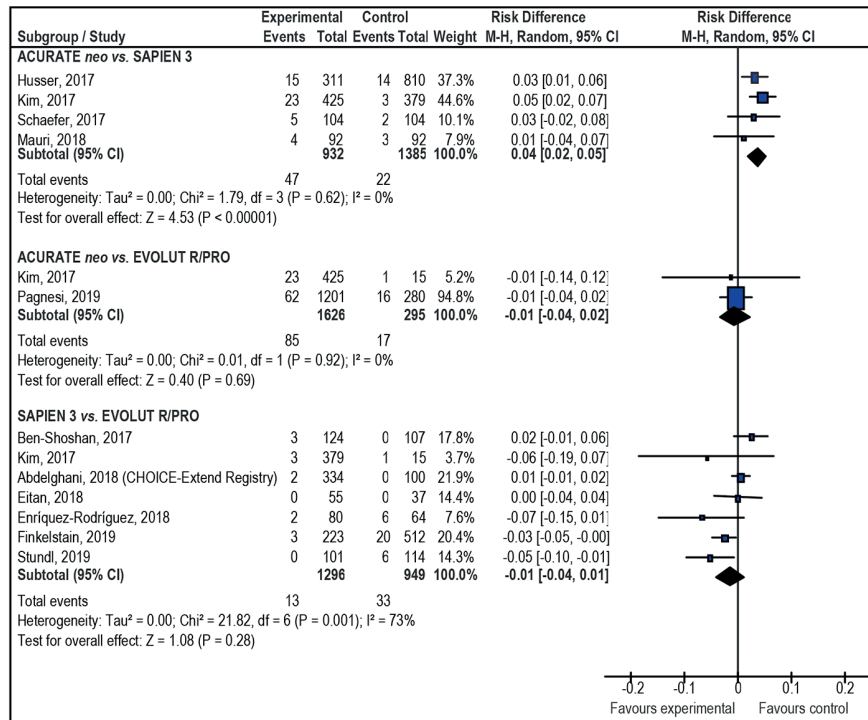 Experimental Control Risk Difference Risk Difference
Subgroup / Study Events Total Events Total Weight M-H, Random, 95% CI M-H, Random, 95% CI
ACURATE neo vs. SAPIEN 3
Husser, 2017 15 311 14 810 37.3% 0.03 [0.01, 0.06]
Kim, 2017 23 425 3 379 44.6% 0.05 [0.02, 0.07]
Schaefer, 2017 5 104 2 104 10.1% 0.03 [-0.02, 0.08]
Mauri, 2018 4 92 3 92 7.9% 0.01 [-0.04, 0.07]
Subtotal (95% CI) 932 1385 100.0% 0.04 [0.02, 0.05]
Total events 47 22
Heterogeneity: Tau² = 0.00; Chi² = 1.79, df = 3 (P = 0.62); I² = 0%
Test for overall effect: Z = 4.53 (P < 0.00001)
ACURATE neo vs. EVOLUT R/PRO
Kim, 2017 23 425 1 15 5.2% -0.01 [-0.14, 0.12]
Pagnesi, 2019 62 1201 16 280 94.8% -0.01 [-0.04, 0.02]
Subtotal (95% CI) 1626 295 100.0% -0.01 [-0.04, 0.02]
Total events 85 17
Heterogeneity: Tau² = 0.00; Chi² = 0.01, df = 1 (P = 0.92); I² = 0%
Test for overall effect: Z = 0.40 (P = 0.69)
SAPIEN 3 vs. EVOLUT R/PRO
Ben-Shoshan, 2017 3 124 0 107 17.8% 0.02 [-0.01, 0.06]
Kim, 2017 3 379 1 15 3.7% -0.06 [-0.19, 0.07]
Abdelghani, 2018 (CHOICE-Extend Registry) 2 334 0 100 21.9% 0.01 [-0.01, 0.02]
Eitan, 2018 0 55 0 37 14.4% 0.00 [-0.04, 0.04]
Enríquez-Rodríguez, 2018 2 80 6 64 7.6% -0.07 [-0.15, 0.01]
Finkelstain, 2019 3 223 20 512 20.4% -0.03 [-0.05, -0.00]
Stundl, 2019 0 101 6 114 14.3% -0.05 [-0.10, -0.01]
Subtotal (95% CI) 1296 949 100.0% -0.01 [-0.04, 0.01]
Total events 13 33
Heterogeneity: Tau² = 0.00; Chi² = 21.82, df = 6 (P = 0.001); I² = 73%
Test for overall effect: Z = 1.08 (P = 0.28)
-0.2 -0.1 0 0.1 0.2
Favours experimental Favours control